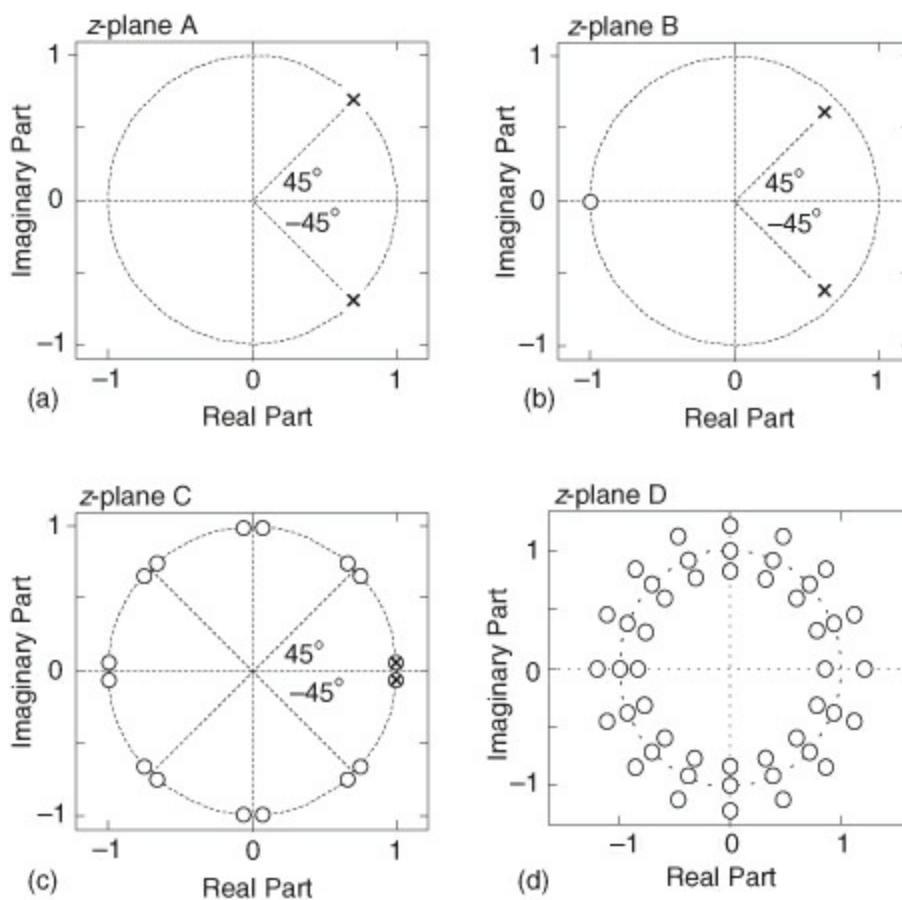 z-plane A
1
Imaginary Part
0
−1
45°
−45°
−1
0
1
(a)
Real Part
z-plane B
1
Imaginary Part
0
−1
45°
−45°
−1
0
1
(b)
Real Part
z-plane C
1
Imaginary Part
0
−1
45°
−45°
−1
0
1
(c)
Real Part
z-plane D
1
Imaginary Part
0
−1
−1
0
1
(d)
Real Part